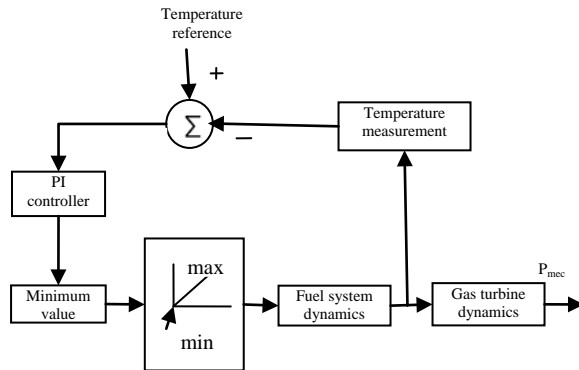 Temperature
reference
+
Σ
−
Temperature
measurement
PI
controller
Minimum
value
max
min
Fuel system
dynamics
Gas turbine
dynamics
P_mec